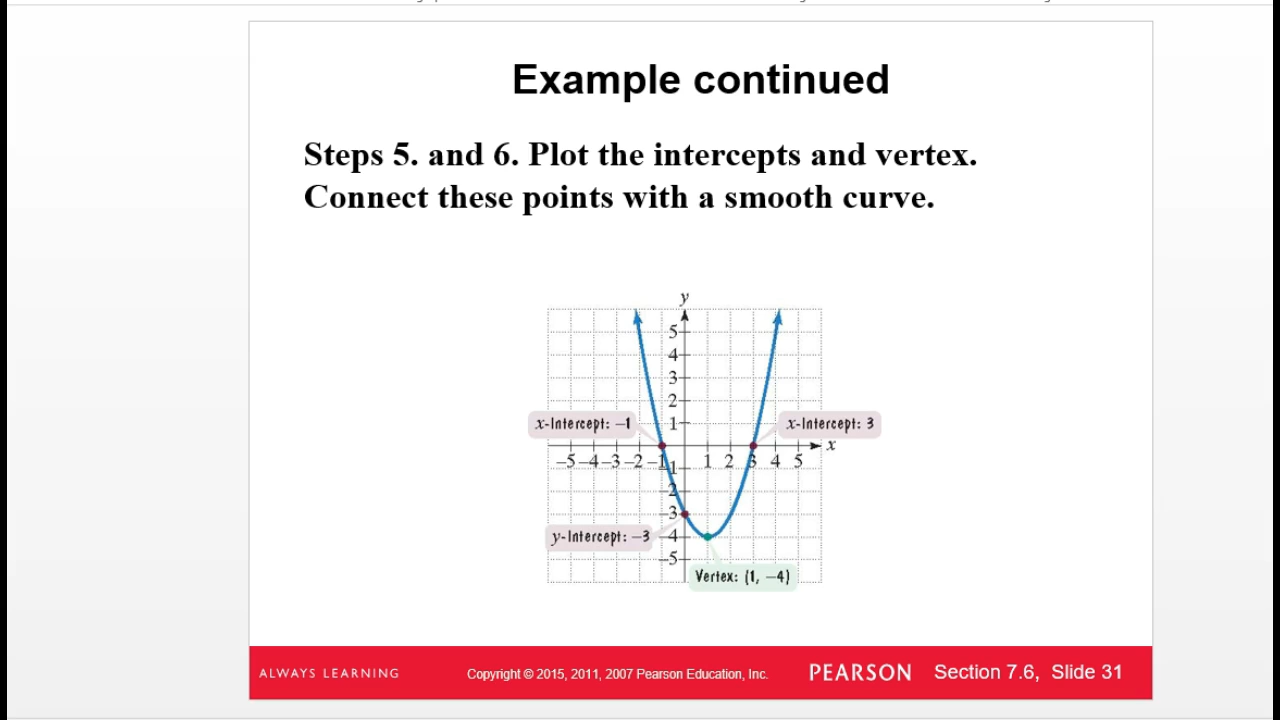 Example continued
Steps 5. and 6. Plot the intercepts and vertex.
Connect these points with a smooth curve.
y
5
4
3
2
x-Intercept: −1
1
x-Intercept: 3
x
−5 −4 −3 −2 −1
1 2 3 4 5
−1
−2
−3
y-Intercept: −3
−4
−5
Vertex: (1, −4)
ALWAYS LEARNING
Copyright © 2015, 2011, 2007 Pearson Education, Inc.
PEARSON
Section 7.6, Slide 31